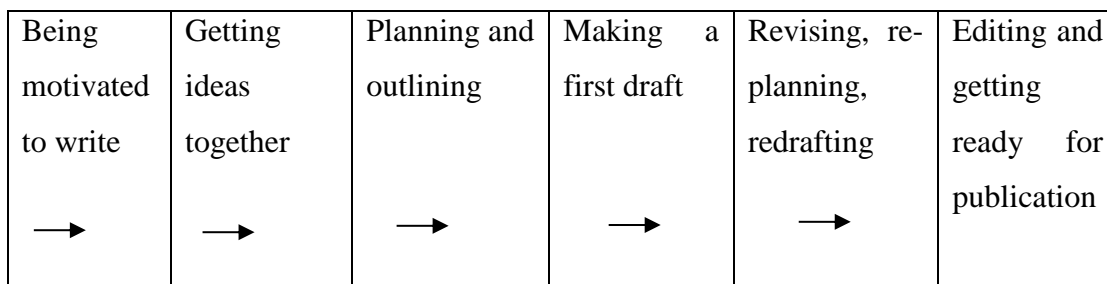 Being
motivated
to write
Getting
ideas
together
Planning and
outlining
Making a
first draft
Revising, re-
planning,
redrafting
Editing and
getting
ready for
publication